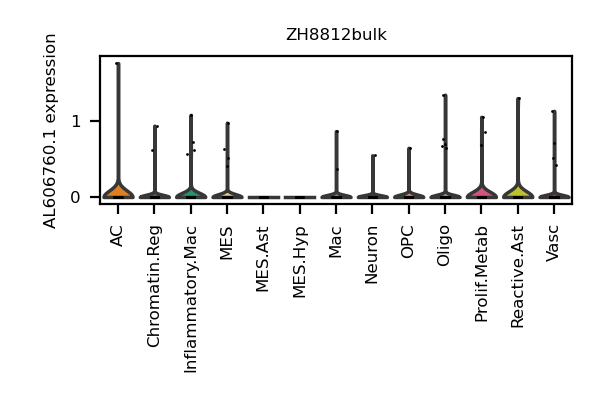 ZH8812bulk
AL606760.1 expression
1
0
AC
Chromatin.Reg
Inflammatory.Mac
MES
MES.Ast
MES.Hyp
Mac
Neuron
OPC
Oligo
Prolif.Metab
Reactive.Ast
Vasc